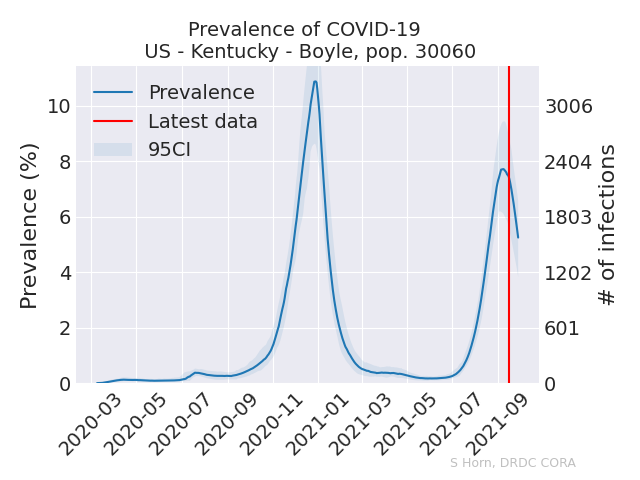 Prevalence of COVID-19
US - Kentucky - Boyle, pop. 30060
Prevalence
Latest data
95CI
Prevalence (%)
10
8
6
4
2
0
3006
2404
1803
1202
601
0
# of infections
2020-03
2020-05
2020-07
2020-09
2020-11
2021-01
2021-03
2021-05
2021-07
2021-09
S Horn, DRDC CORA